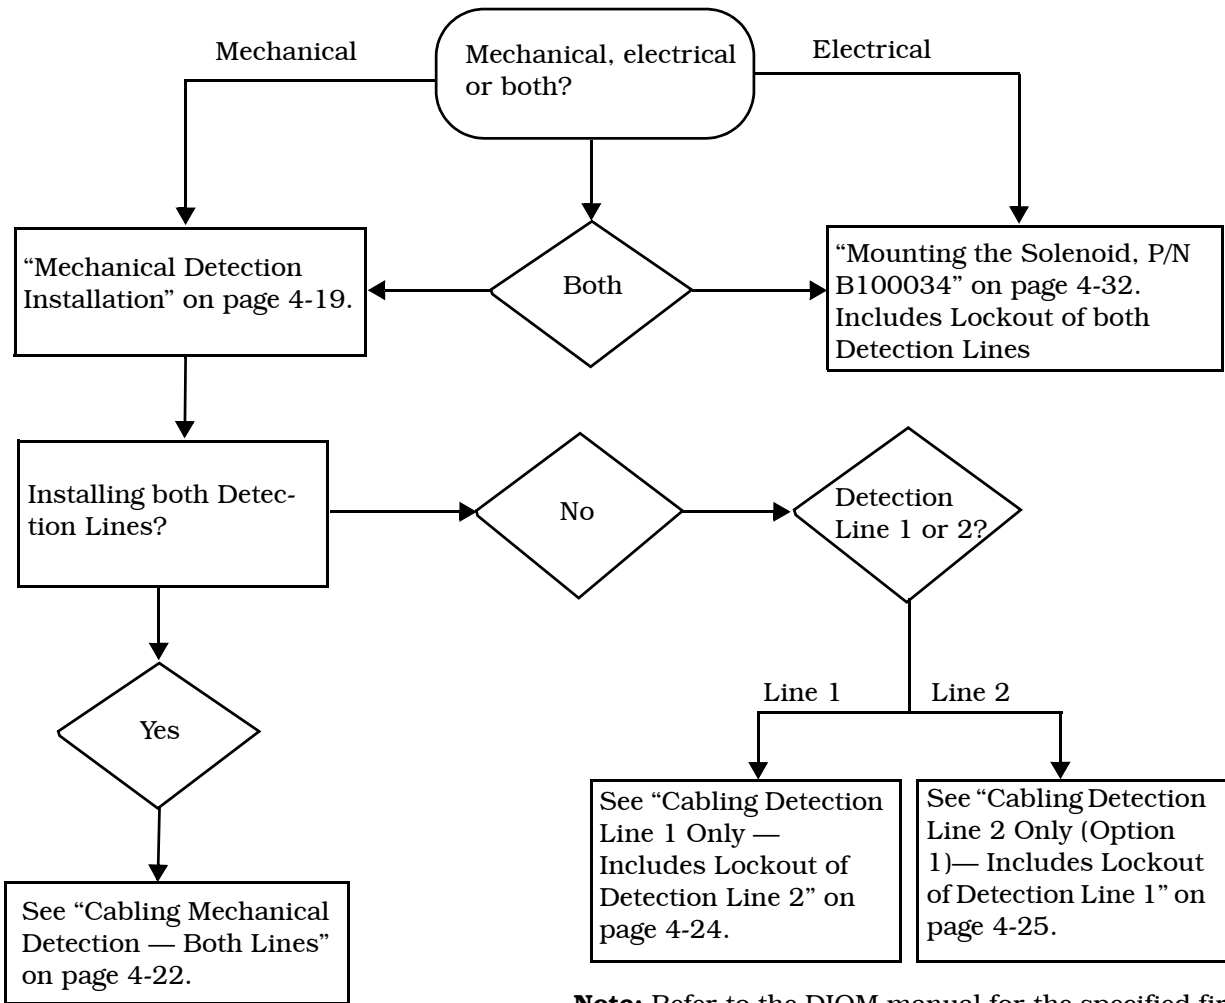 Mechanical
Mechanical, electrical
or both?
Electrical
“Mechanical Detection
Installation” on page 4-19.
Both
“Mounting the Solenoid, P/N
B100034” on page 4-32.
Includes Lockout of both
Detection Lines
Installing both Detec-
tion Lines?
No
Detection
Line 1 or 2?
Yes
Line 1
Line 2
See “Cabling Mechanical
Detection — Both Lines”
on page 4-22.
See “Cabling Detection
Line 1 Only —
Includes Lockout of
Detection Line 2” on
page 4-24.
See “Cabling Detection
Line 2 Only (Option
1)— Includes Lockout
of Detection Line 1” on
page 4-25.
Note: Refer to the DIOM manual for the specified